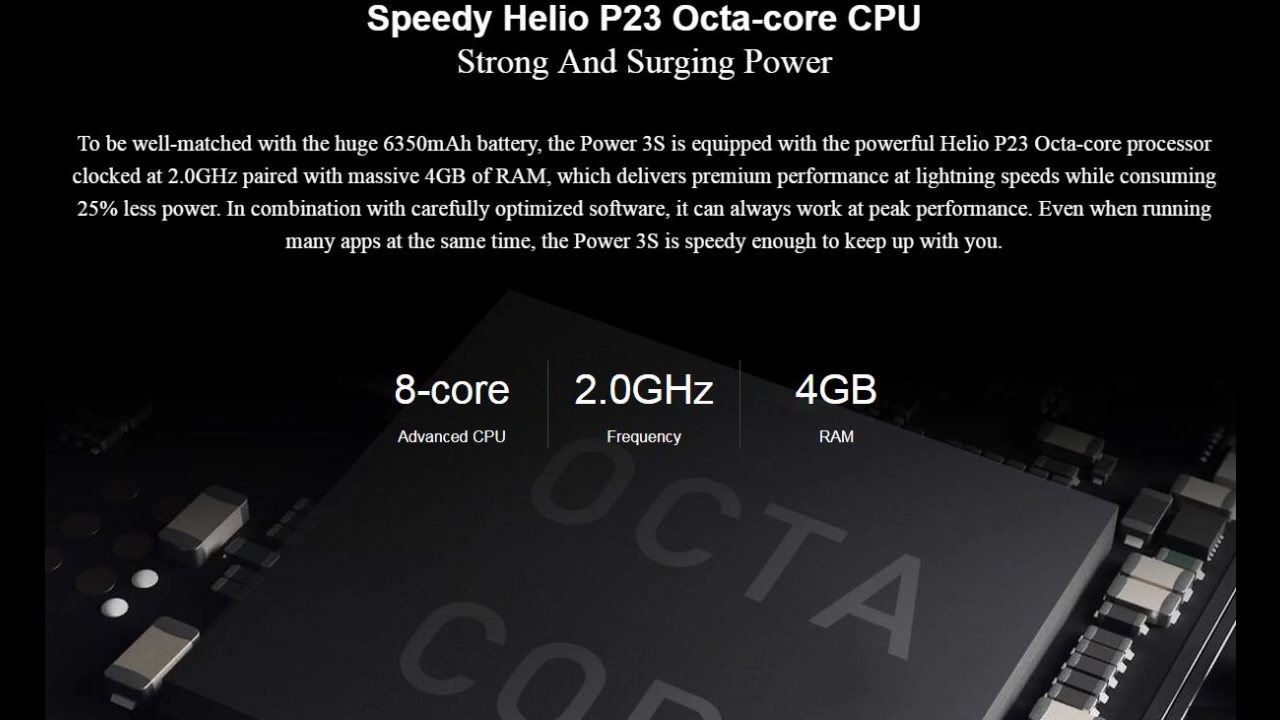 Speedy Helio P23 Octa-core CPU
Strong And Surging Power
To be well-matched with the huge 6350mAh battery, the Power 3S is equipped with the powerful Helio P23 Octa-core processor
clocked at 2.0GHz paired with massive 4GB of RAM, which delivers premium performance at lightning speeds while consuming
25% less power. In combination with carefully optimized software, it can always work at peak performance. Even when running
many apps at the same time, the Power 3S is speedy enough to keep up with you.
8-core 2.0GHz 4GB
Advanced CPU Frequency RAM
OCTA
COR